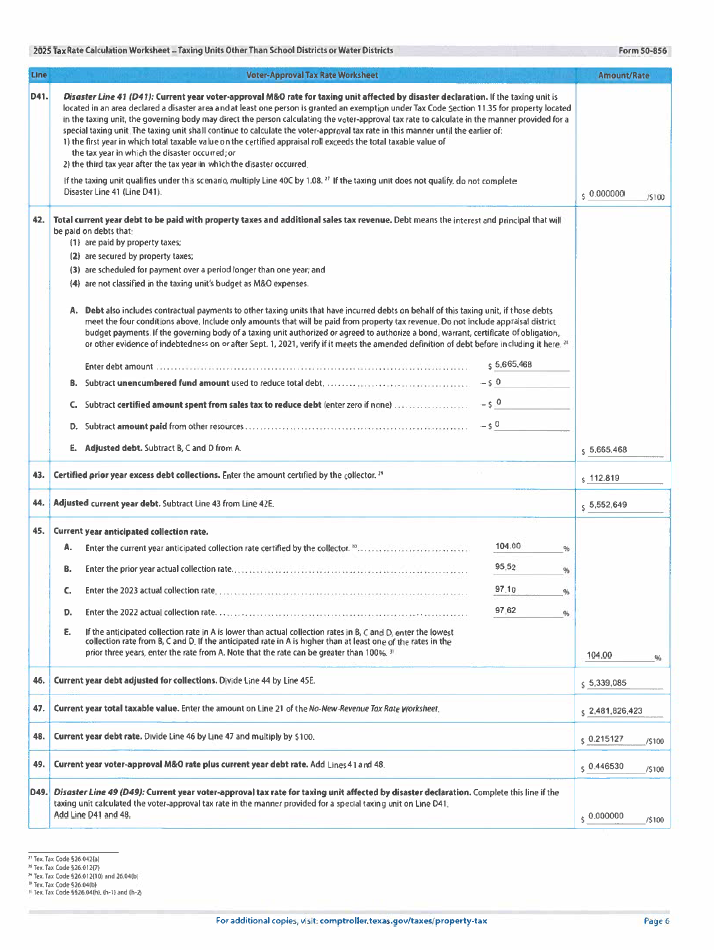 2025 Tax Rate Calculation Worksheet – Taxing Units Other Than School Districts or Water Districts Form 50-856
Line Voter-Approval Tax Rate Worksheet Amount/Rate
D41. Disaster Line 41 (D41): Current year voter-approval M&O rate for taxing unit affected by disaster declaration. If the taxing unit is
located in an area declared a disaster area and at least one person is granted an exemption under Tax Code Section 11.35 for property located
in the taxing unit, the governing body may direct the person calculating the voter-approval tax rate to calculate in the manner provided for a
special taxing unit. The taxing unit shall continue to calculate the voter-approval tax rate in this manner until the earlier of:
1) the first year in which total taxable value on the certified appraisal roll exceeds the total taxable value of
the tax year in which the disaster occurred; or
2) the third tax year after the tax year in which the disaster occurred.
If the taxing unit qualifies under this scenario, multiply Line 40C by 1.08. 27 If the taxing unit does not qualify, do not complete
Disaster Line 41 (Line D41). $ 0.000000 /$100
42. Total current year debt to be paid with property taxes and additional sales tax revenue. Debt means the interest and principal that will
be paid on debts that:
(1) are paid by property taxes;
(2) are secured by property taxes;
(3) are scheduled for payment over a period longer than one year; and
(4) are not classified in the taxing unit's budget as M&O expenses.
A. Debt also includes contractual payments to other taxing units that have incurred debts on behalf of this taxing unit, if those debts
meet the four conditions above. Include only amounts that will be paid from property tax revenue. Do not include appraisal district
budget payments. If the governing body of a taxing unit authorized or agreed to authorize a bond, warrant, certificate of obligation,
or other evidence of indebtedness on or after Sept. 1, 2021, verify if it meets the amended definition of debt before including it here. 28
Enter debt amount $ 5,665,468
B. Subtract unencumbered fund amount used to reduce total debt. – $ 0
C. Subtract certified amount spent from sales tax to reduce debt (enter zero if none) – $ 0
D. Subtract amount paid from other resources – $ 0
E. Adjusted debt. Subtract B, C and D from A. $ 5,665,468
43. Certified prior year excess debt collections. Enter the amount certified by the collector. 29 $ 112,819
44. Adjusted current year debt. Subtract Line 43 from Line 42E. $ 5,552,649
45. Current year anticipated collection rate.
A. Enter the current year anticipated collection rate certified by the collector. 30 104.00 %
B. Enter the prior year actual collection rate. 95.52 %
C. Enter the 2023 actual collection rate. 97.10 %
D. Enter the 2022 actual collection rate. 97.62 %
E. If the anticipated collection rate in A is lower than actual collection rates in B, C and D, enter the lowest
collection rate from B, C and D. If the anticipated rate in A is higher than at least one of the rates in the
prior three years, enter the rate from A. Note that the rate can be greater than 100%. 31 104.00 %
46. Current year debt adjusted for collections. Divide Line 44 by Line 45E. $ 5,339,085
47. Current year total taxable value. Enter the amount on Line 21 of the No-New-Revenue Tax Rate Worksheet. $ 2,481,826,423
48. Current year debt rate. Divide Line 46 by Line 47 and multiply by $100. $ 0.215127 /$100
49. Current year voter-approval M&O rate plus current year debt rate. Add Lines 41 and 48. $ 0.446530 /$100
D49. Disaster Line 49 (D49): Current year voter-approval tax rate for taxing unit affected by disaster declaration. Complete this line if the
taxing unit calculated the voter-approval tax rate in the manner provided for a special taxing unit on Line D41.
Add Line D41 and 48. $ 0.000000 /$100
27 Tex. Tax Code §26.042(a)
28 Tex. Tax Code §26.012(7)
29 Tex. Tax Code §26.012(10) and 26.04(b)
30 Tex. Tax Code §26.04(b)
31 Tex. Tax Code §§26.04(h), (h-1) and (h-2)
For additional copies, visit: comptroller.texas.gov/taxes/property-tax Page 6